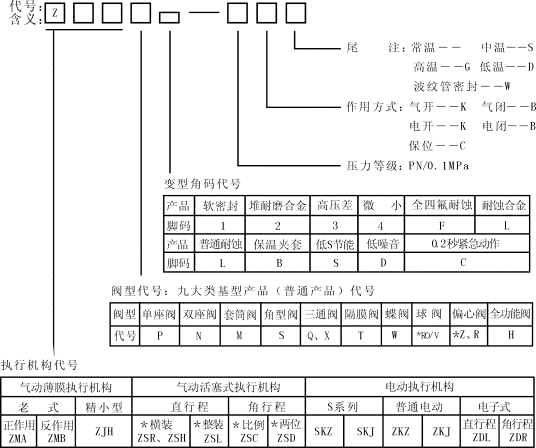 代号:
含义:
Z
尾 注: 常温－－ 中温－－S
高温－－G 低温－－D
波纹管密封－－W
作用方式: 气开－－K 气闭－－B
电开－－K 电闭－－B
保位－－C
压力等级: PN/0.1MPa
变型角码代号
产品 软密封 堆耐磨合金 高压差 微 小 全四氟耐蚀 耐蚀合金
脚码 1 2 3 4 F L
产品 普通耐蚀 保温夹套 低S节能 低噪音 0.2秒紧急动作
脚码 L B S D C
阀型代号: 九大类基型产品（普通产品）代号
阀型 单座阀 双座阀 套筒阀 角型阀 三通阀 隔膜阀 蝶阀 球 阀 偏心阀 全功能阀
代号 P N M S Q、X T W *RO/V *Z、R H
执行机构代号
气动薄膜执行机构 气动活塞式执行机构 电动执行机构
老 式 精小型 直行程 角行程 S系列 普通电动 电子式
正作用 ZMA 反作用 ZMB ZJH *横装 ZSR、ZSH *整装 ZSL *比例 ZSC *两位 ZSD SKZ SKJ ZKZ ZKJ 直行程 ZDL 角行程 ZDR